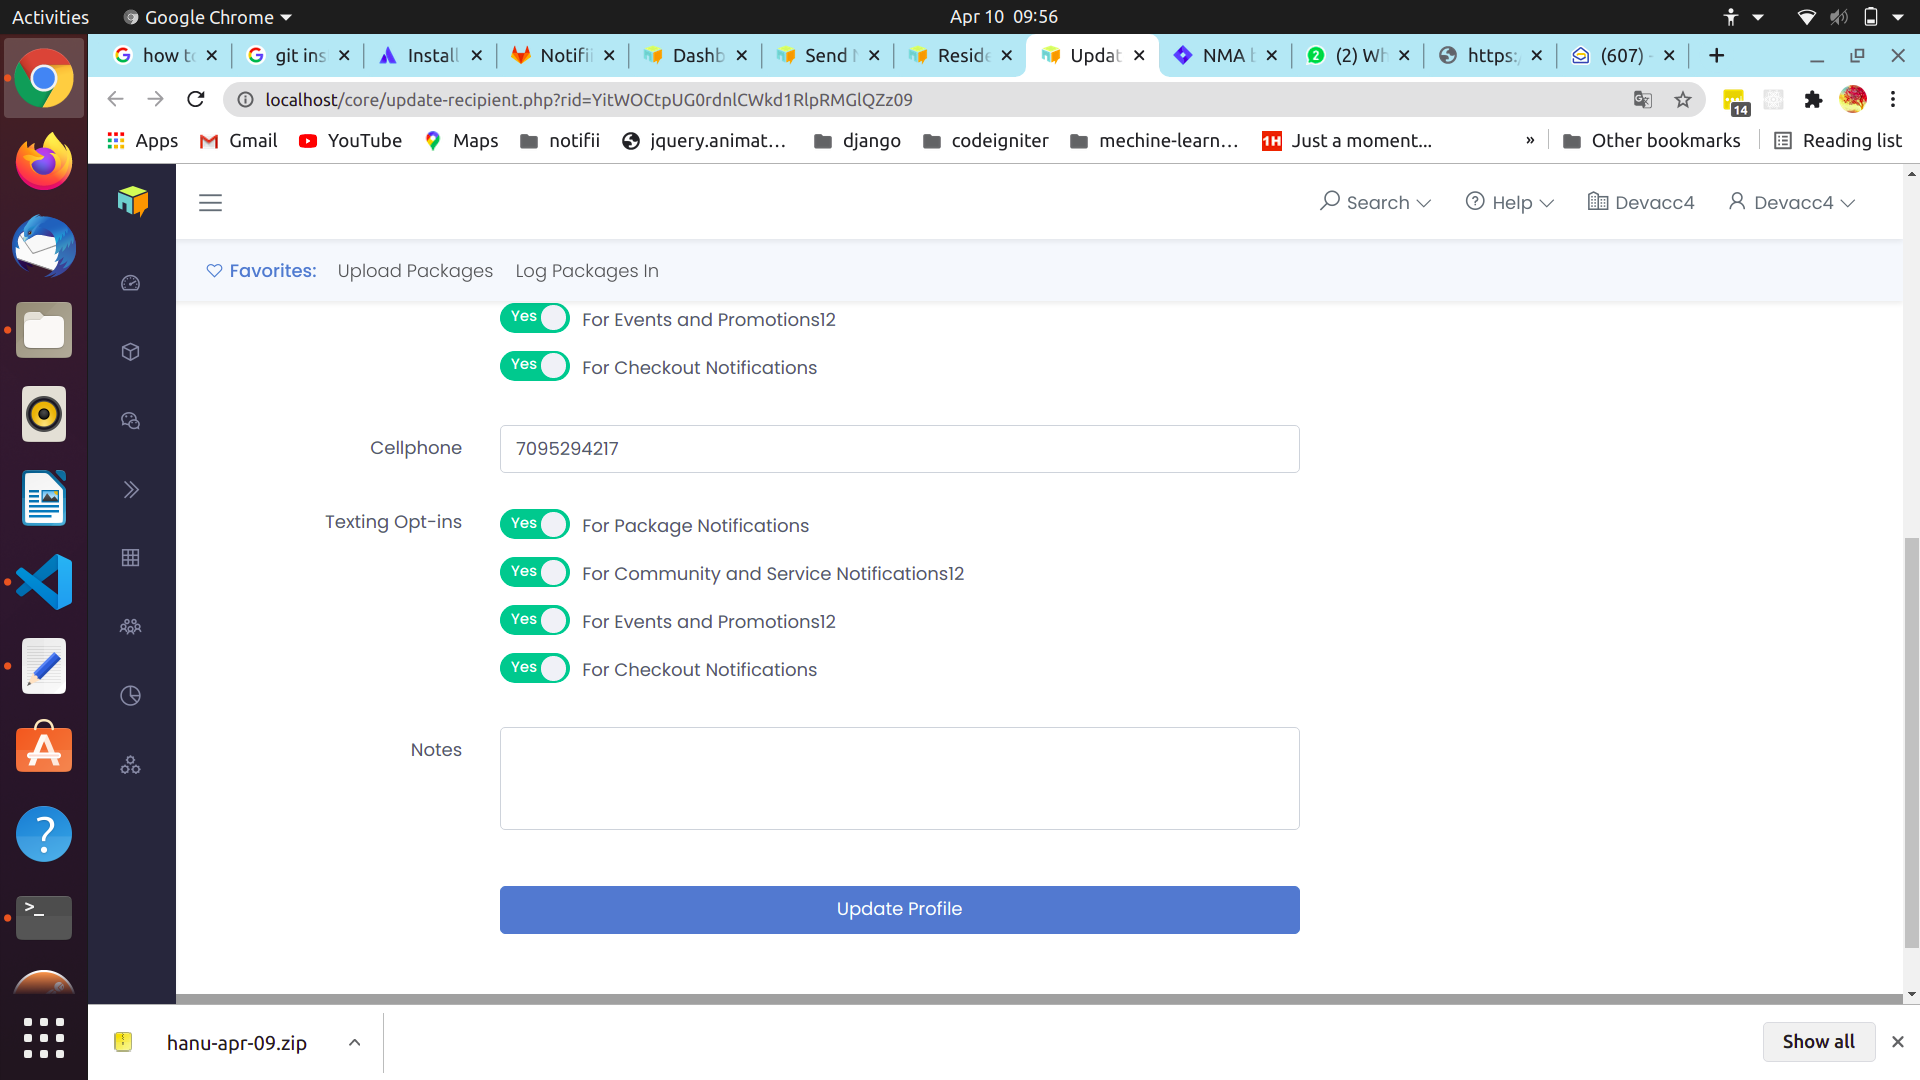 Activities Google Chrome Apr 10 09:56
how to git ins Install Notifii Dashb Send N Reside Updat NMA b (2) Wh https:/ (607) -
localhost/core/update-recipient.php?rid=YitWOCtpUG0rdnlCWkd1RlpRMGlQZz09
14
Apps Gmail YouTube Maps notifii jquery.animat... django codeigniter mechine-learn... 1H Just a moment... » Other bookmarks Reading list
Search Help Devacc4 Devacc4
Favorites: Upload Packages Log Packages In
Yes For Events and Promotions12
Yes For Checkout Notifications
Cellphone 7095294217
Texting Opt-ins Yes For Package Notifications
Yes For Community and Service Notifications12
Yes For Events and Promotions12
Yes For Checkout Notifications
Notes
Update Profile
hanu-apr-09.zip Show all